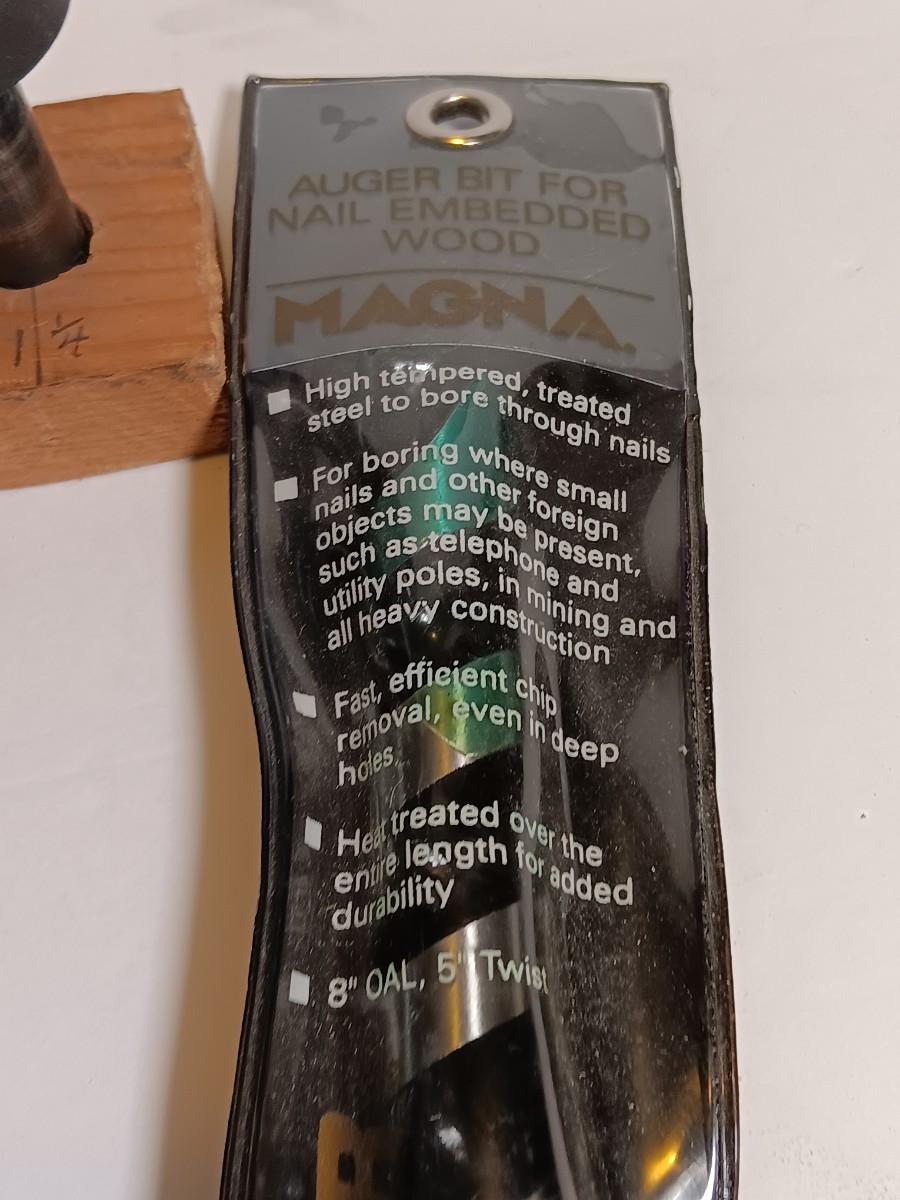 AUGER BIT FOR
NAIL EMBEDDED
WOOD
MAGNA.
1 1/4
High tempered, treated
steel to bore through nails
For boring where small
nails and other foreign
objects may be present,
such as telephone and
utility poles, in mining and
all heavy construction
Fast, efficient chip
removal, even in deep
holes.
Heat treated over the
entire length for added
durability
8" OAL, 5" Twist